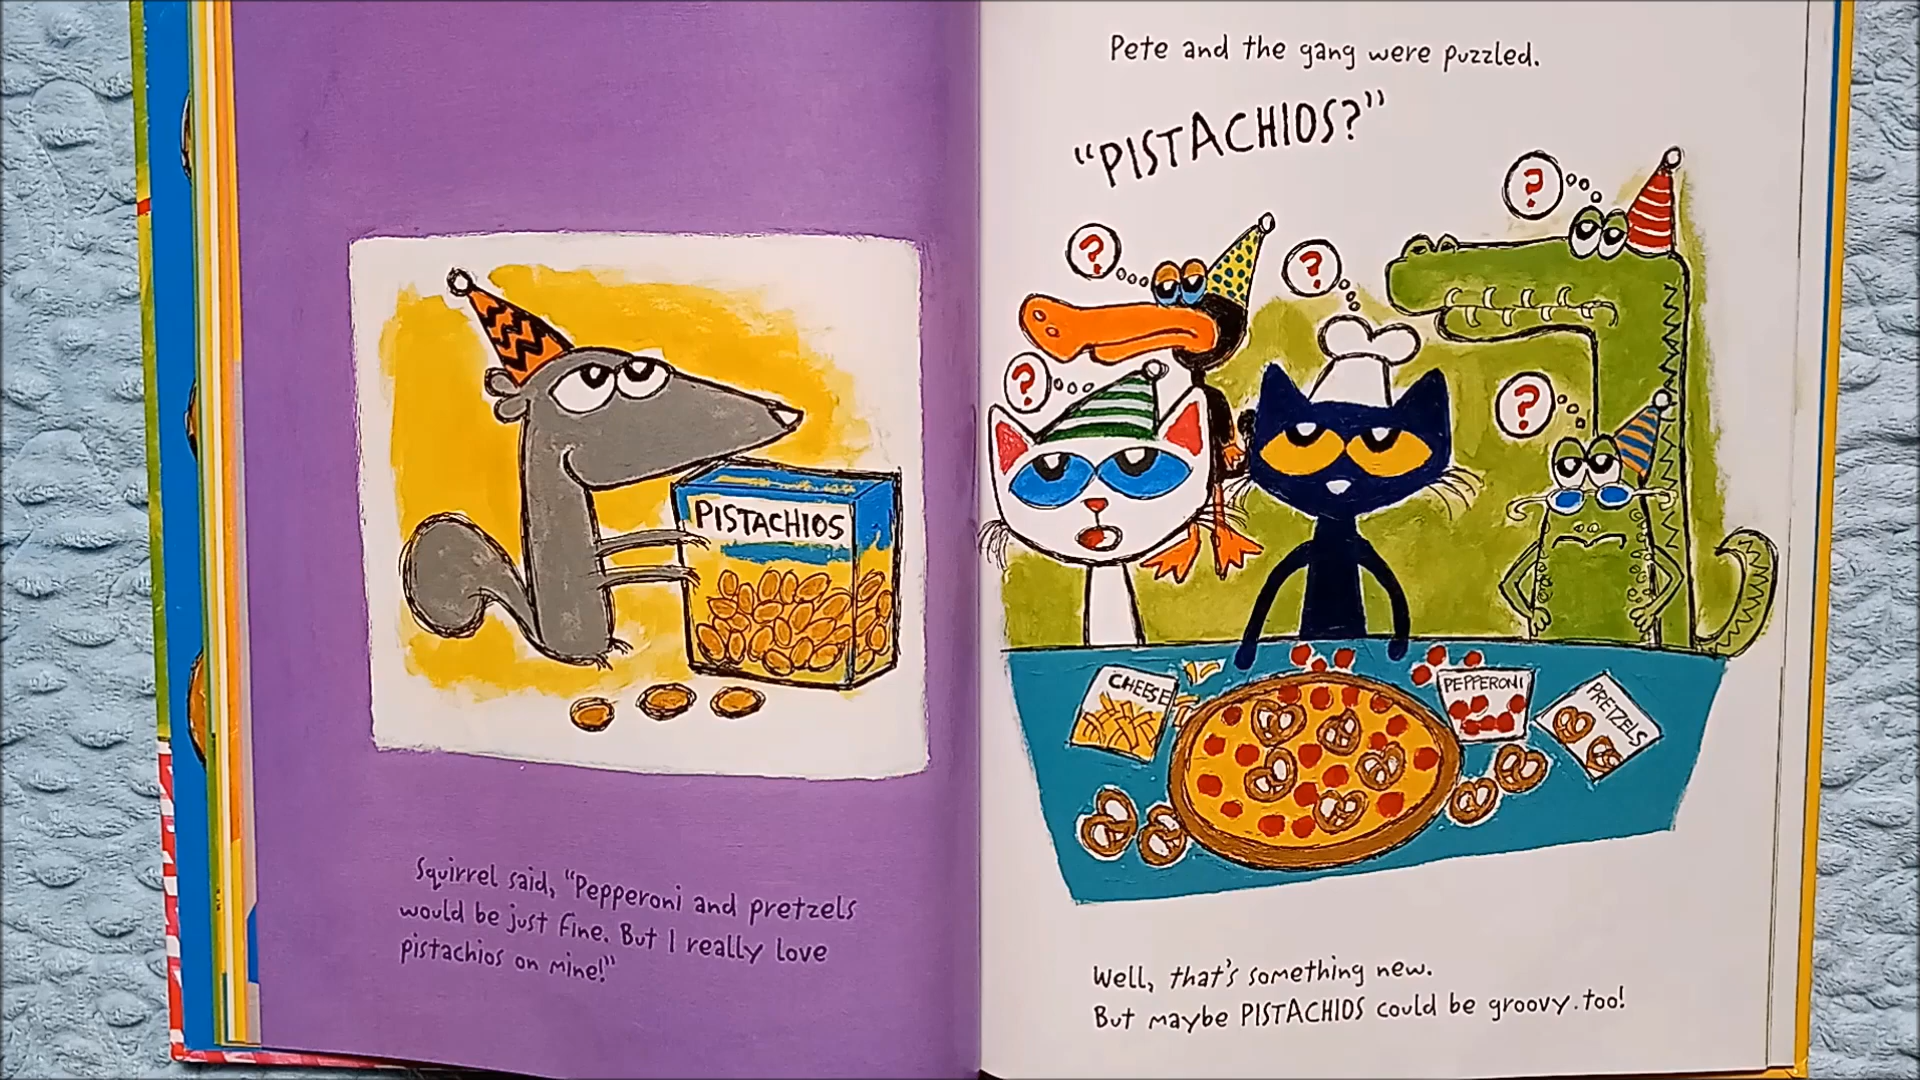 PISTACHIOS
Squirrel said, “Pepperoni and pretzels
would be just fine. But I really love
pistachios on mine!”
Pete and the gang were puzzled.
“PISTACHIOS?”
?
?
?
?
?
CHEESE
PEPPERONI
PRETZELS
Well, that's something new.
But maybe PISTACHIOS could be groovy too!